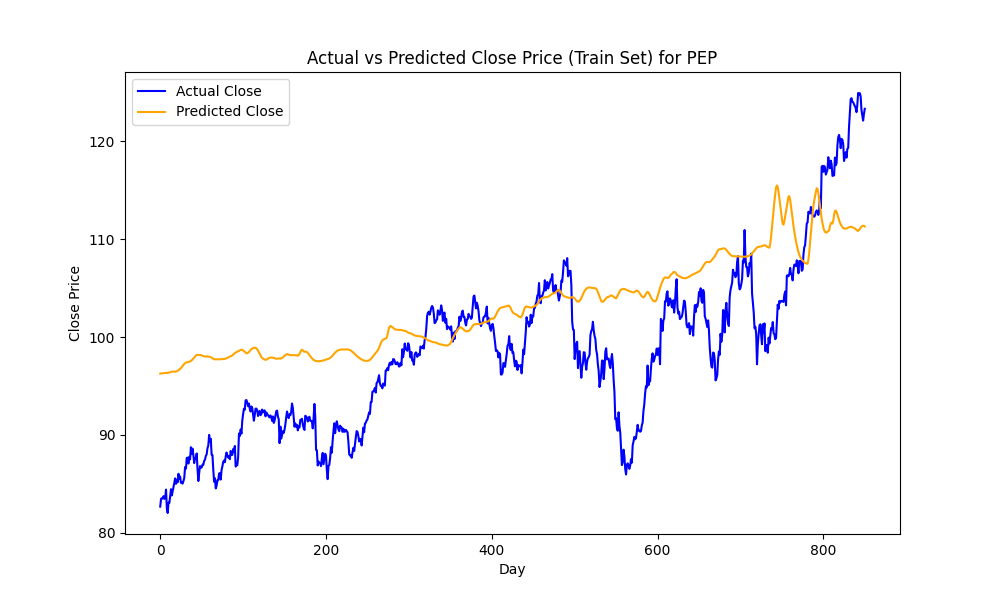 Actual vs Predicted Close Price (Train Set) for PEP
Actual Close
Predicted Close
120
110
100
90
80
Close Price
0 200 400 600 800
Day